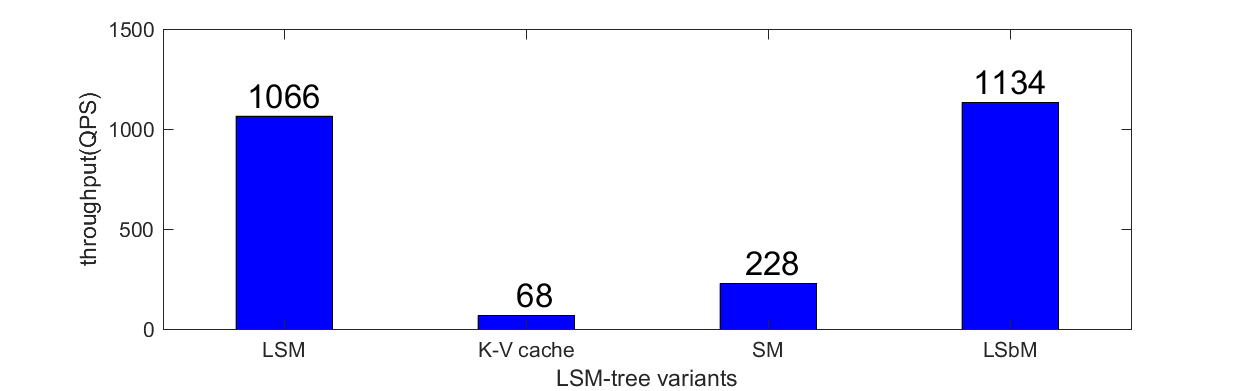 1500
1000
500
0
throughput(QPS)
1066
68
228
1134
LSM
K-V cache
SM
LSbM
LSM-tree variants